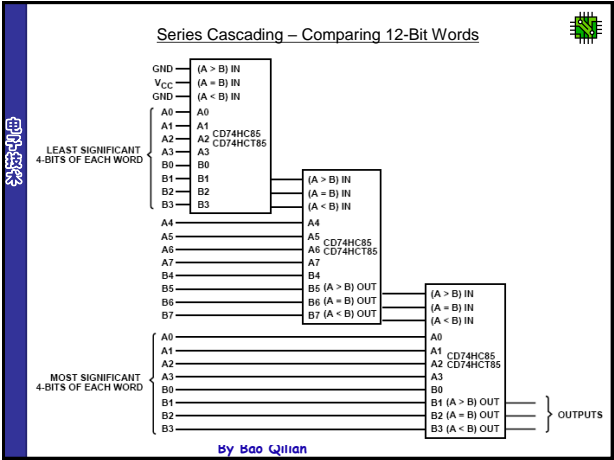 Series Cascading – Comparing 12-Bit Words
电子技术
GND
V_CC
GND
(A > B) IN
(A = B) IN
(A < B) IN
A0 A0
A1 A1
A2 A2 CD74HC85
CD74HCT85
A3 A3
B0 B0
B1 B1
B2 B2
B3 B3
LEAST SIGNIFICANT
4-BITS OF EACH WORD
(A > B) IN
(A = B) IN
(A < B) IN
A4 A4
A5 A5 CD74HC85
A6 A6 CD74HCT85
A7 A7
B4 B4
B5 B5 (A > B) OUT
B6 B6 (A = B) OUT
B7 B7 (A < B) OUT
(A > B) IN
(A = B) IN
(A < B) IN
A0 A0
A1 A1
CD74HC85
A2 A2 CD74HCT85
A3 A3
B0 B0
B1 B1 (A > B) OUT
B2 B2 (A = B) OUT
B3 B3 (A < B) OUT
MOST SIGNIFICANT
4-BITS OF EACH WORD
OUTPUTS
By Bao Qilian